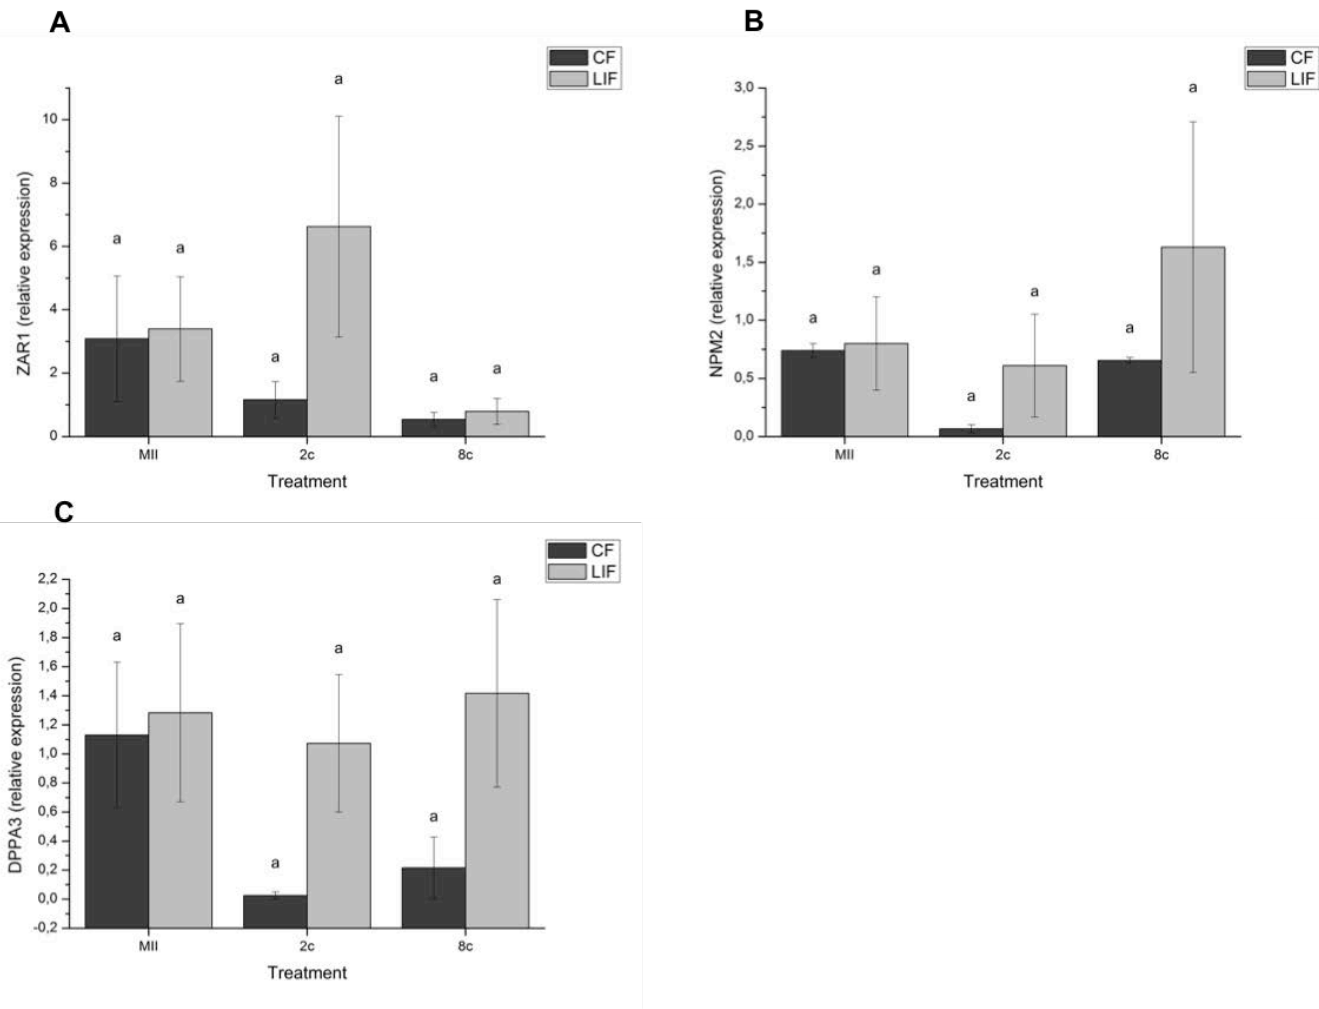 A
CF
LIF
ZAR1 (relative expression)
10
8
6
4
2
0
a
a
a
a
a
a
MII
2c
8c
Treatment
B
CF
LIF
NPM2 (relative expression)
3,0
2,5
2,0
1,5
1,0
0,5
0,0
a
a
a
a
a
a
MII
2c
8c
Treatment
C
CF
LIF
DPPA3 (relative expression)
2,2
2,0
1,8
1,6
1,4
1,2
1,0
0,8
0,6
0,4
0,2
0,0
-0,2
a
a
a
a
a
a
MII
2c
8c
Treatment